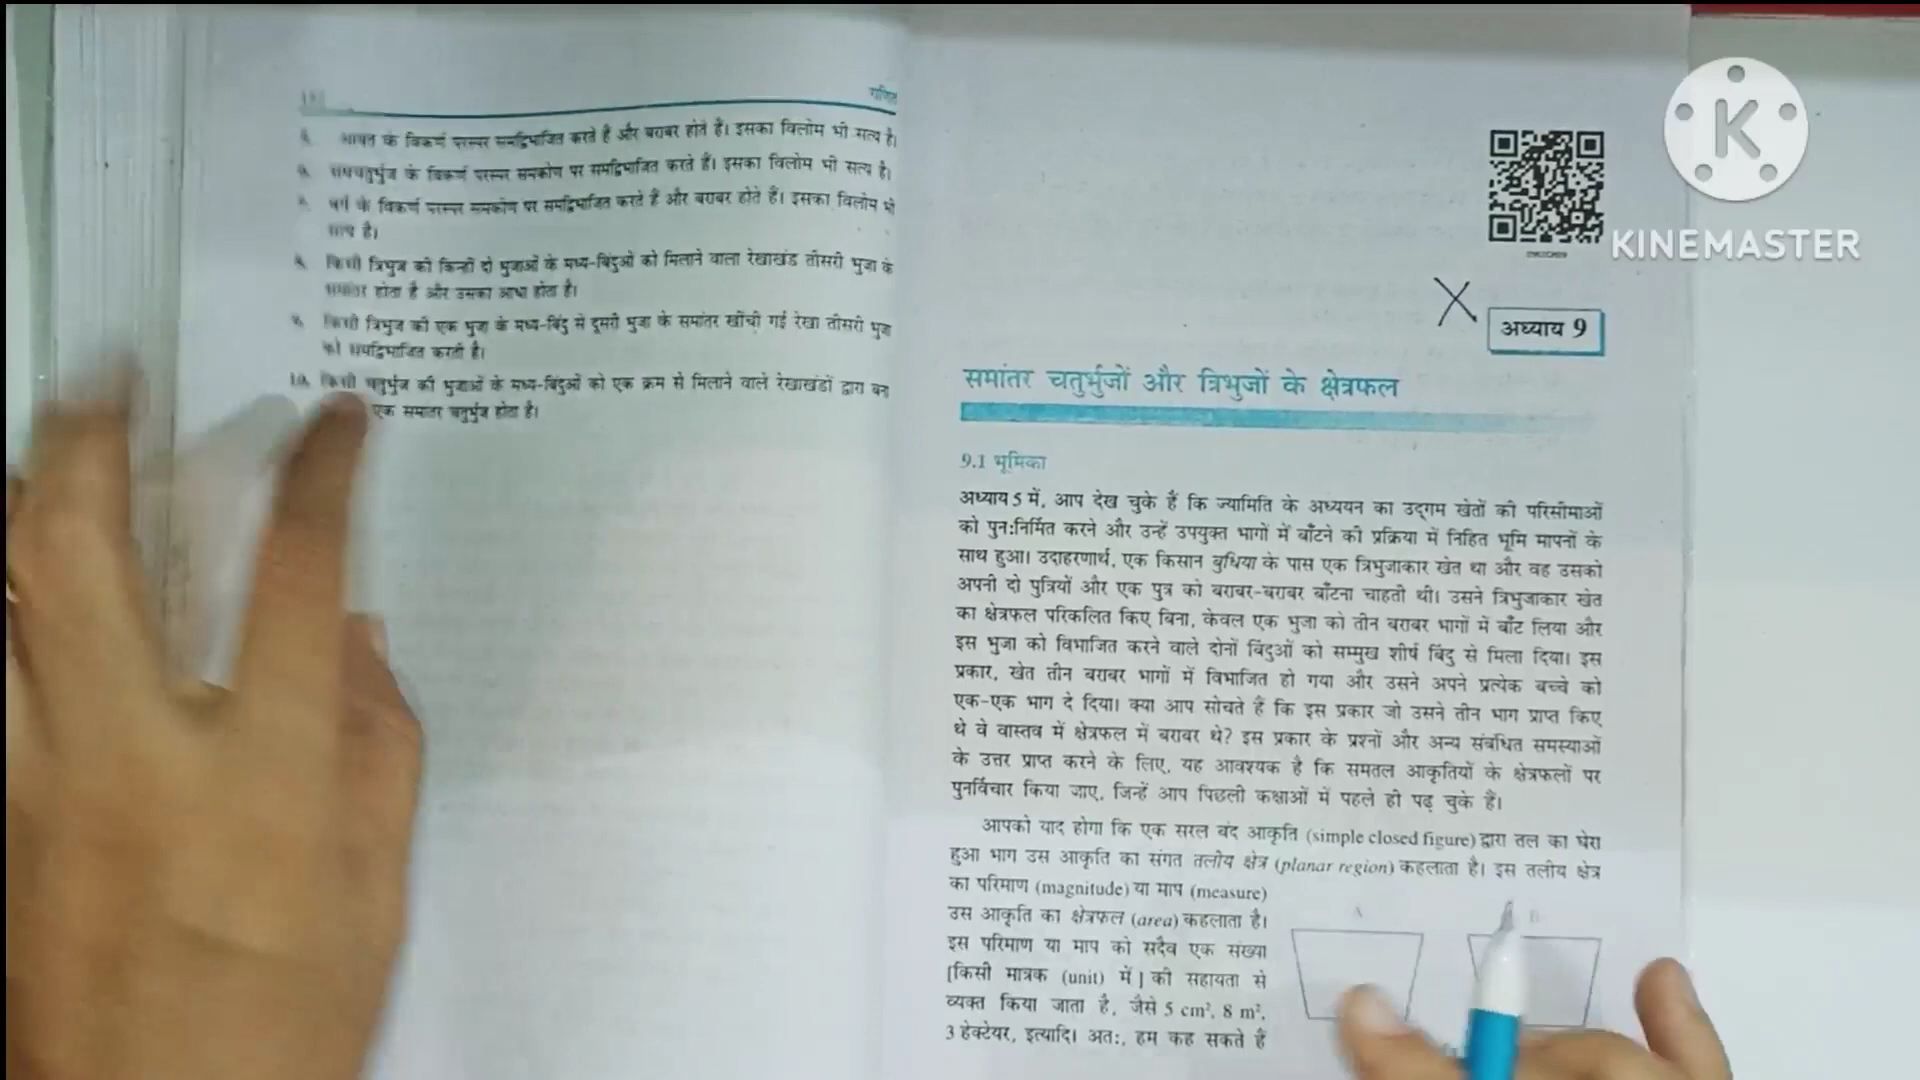 गणित
आयत के विकर्ण परस्पर समद्विभाजित करते हैं और बराबर होते हैं। इसका विलोम भी सत्य है।
समचतुर्भुज के विकर्ण परस्पर समकोण पर समद्विभाजित करते हैं। इसका विलोम भी सत्य है।
वर्ग के विकर्ण परस्पर समकोण पर समद्विभाजित करते हैं और बराबर होते हैं। इसका विलोम भी
सत्य है।
किसी त्रिभुज की किन्हीं दो भुजाओं के मध्य-बिंदुओं को मिलाने वाला रेखाखंड तीसरी भुजा के
समांतर होता है और उसका आधा होता है।
किसी त्रिभुज की एक भुजा के मध्य-बिंदु से दूसरी भुजा के समांतर खींची गई रेखा तीसरी भुजा
को समद्विभाजित करती है।
10. किसी चतुर्भुज की भुजाओं के मध्य-बिंदुओं को एक क्रम से मिलाने वाले रेखाखंडों द्वारा बना
एक समांतर चतुर्भुज होता है।
K
KINEMASTER
अध्याय 9
समांतर चतुर्भुजों और त्रिभुजों के क्षेत्रफल
9.1 भूमिका
अध्याय 5 में, आप देख चुके हैं कि ज्यामिति के अध्ययन का उद्गम खेतों की परिसीमाओं
को पुन:निर्मित करने और उन्हें उपयुक्त भागों में बाँटने की प्रक्रिया में निहित भूमि मापनों के
साथ हुआ। उदाहरणार्थ, एक किसान बुधिया के पास एक त्रिभुजाकार खेत था और वह उसको
अपनी दो पुत्रियों और एक पुत्र को बराबर-बराबर बाँटना चाहती थी। उसने त्रिभुजाकार खेत
का क्षेत्रफल परिकलित किए बिना, केवल एक भुजा को तीन बराबर भागों में बाँट लिया और
इस भुजा को विभाजित करने वाले दोनों बिंदुओं को सम्मुख शीर्ष बिंदु से मिला दिया। इस
प्रकार, खेत तीन बराबर भागों में विभाजित हो गया और उसने अपने प्रत्येक बच्चे को
एक-एक भाग दे दिया। क्या आप सोचते हैं कि इस प्रकार जो उसने तीन भाग प्राप्त किए
थे वे वास्तव में क्षेत्रफल में बराबर थे? इस प्रकार के प्रश्नों और अन्य संबंधित समस्याओं
के उत्तर प्राप्त करने के लिए, यह आवश्यक है कि समतल आकृतियों के क्षेत्रफलों पर
पुनर्विचार किया जाए, जिन्हें आप पिछली कक्षाओं में पहले ही पढ़ चुके हैं।
आपको याद होगा कि एक सरल बंद आकृति (simple closed figure) द्वारा तल का घेरा
हुआ भाग उस आकृति का संगत तलीय क्षेत्र (planar region) कहलाता है। इस तलीय क्षेत्र
का परिमाण (magnitude) या माप (measure)
उस आकृति का क्षेत्रफल (area) कहलाता है।
इस परिमाण या माप को सदैव एक संख्या
[किसी मात्रक (unit) में] की सहायता से
व्यक्त किया जाता है, जैसे 5 cm², 8 m²,
3 हेक्टेयर, इत्यादि। अत:, हम कह सकते हैं
A